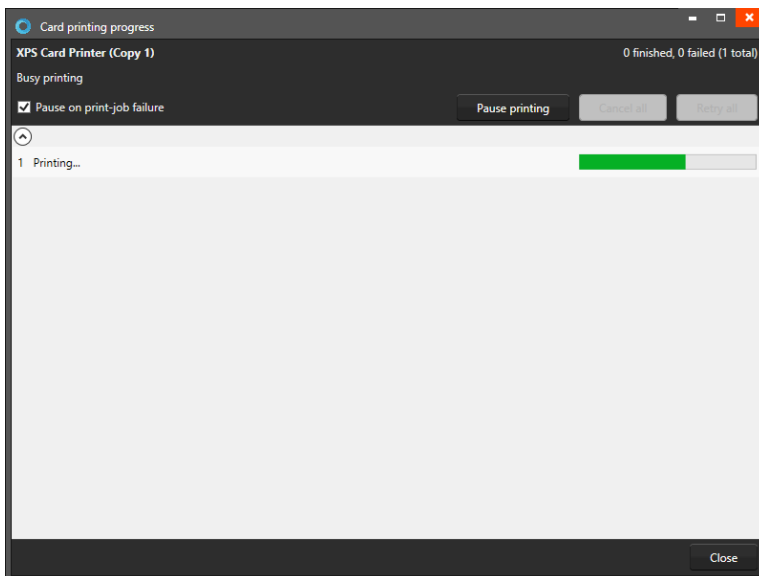 Card printing progress
XPS Card Printer (Copy 1) 0 finished, 0 failed (1 total)
Busy printing
Pause on print-job failure Pause printing Cancel all Retry all
1 Printing...
Close